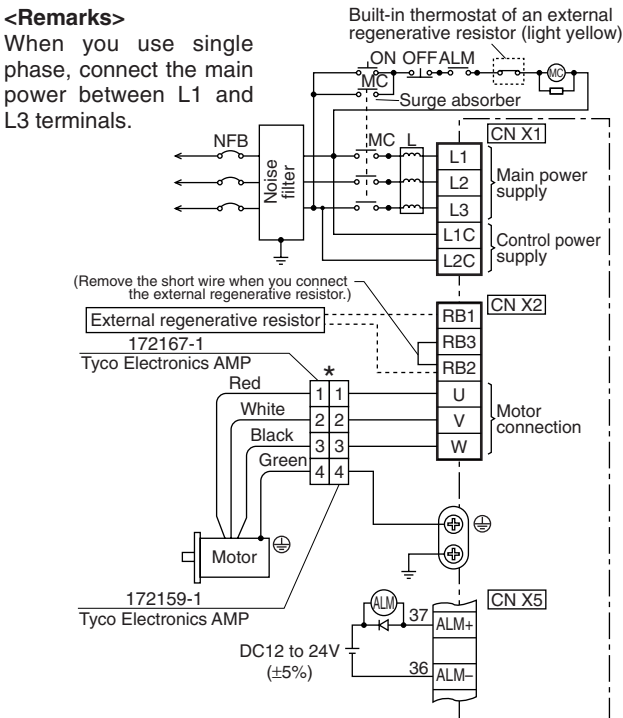 <Remarks>
When you use single
phase, connect the main
power between L1 and
L3 terminals.
Built-in thermostat of an external
regenerative resistor (light yellow)
ON OFF ALM
MC
MC
Surge absorber
NFB
Noise
filter
MC L
CN X1
L1
L2
L3
Main power
supply
L1C
L2C
Control power
supply
(Remove the short wire when you connect
the external regenerative resistor.)
External regenerative resistor
CN X2
RB1
RB3
RB2
U
V
W
Motor
connection
172167-1
Tyco Electronics AMP
*
Red
1 1
White
2 2
Black
3 3
Green
4 4
Motor
172159-1
Tyco Electronics AMP
CN X5
ALM
37
ALM+
DC12 to 24V
(±5%)
36
ALM–